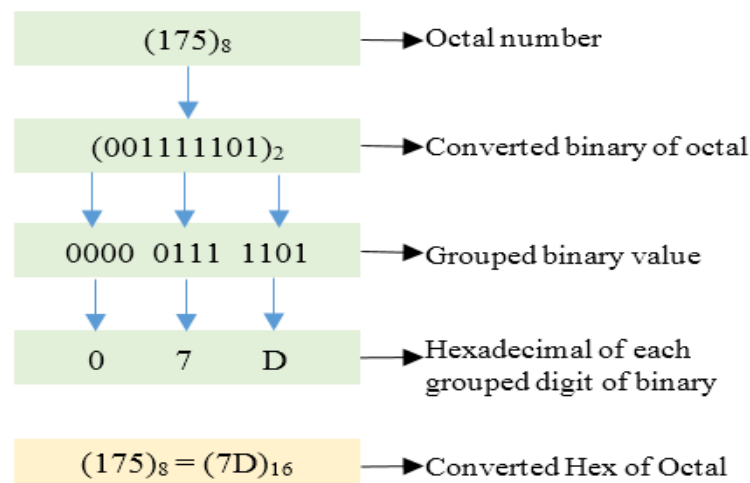 (175)₈ Octal number
(001111101)₂ Converted binary of octal
0000 0111 1101 Grouped binary value
0 7 D Hexadecimal of each
grouped digit of binary
(175)₈ = (7D)₁₆ Converted Hex of Octal